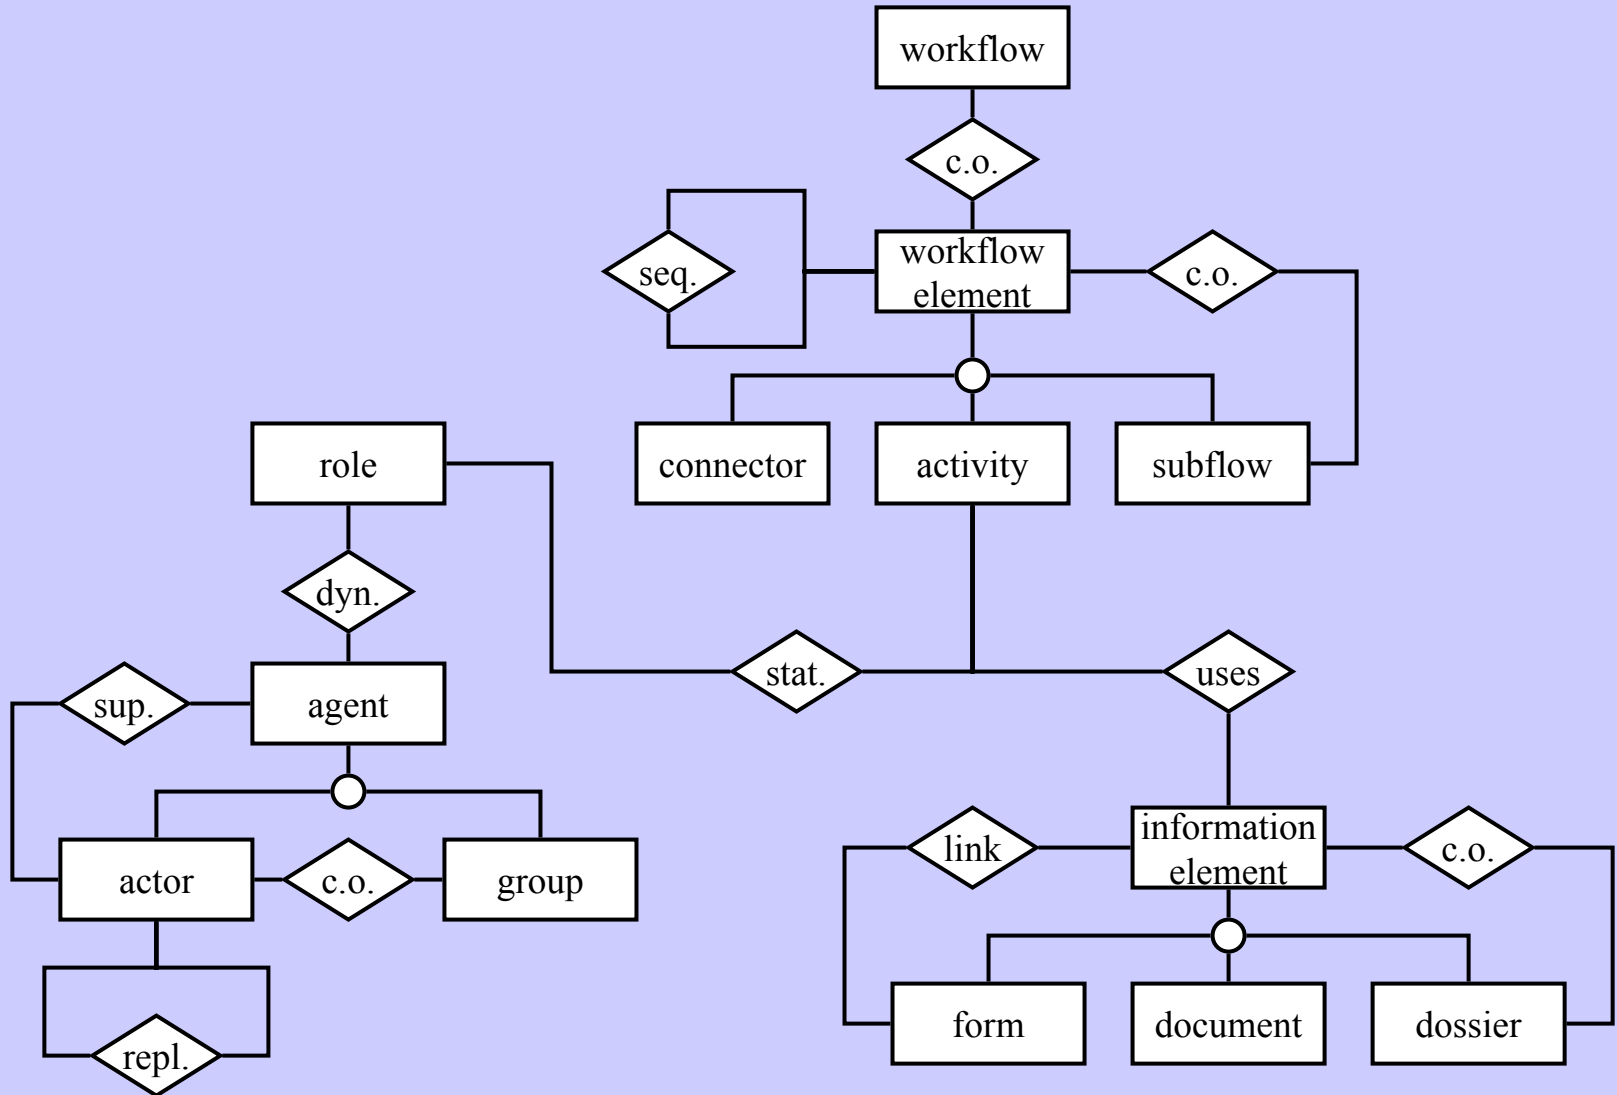 workflow
c.o.
workflow
element
seq.
c.o.
role
connector
activity
subflow
dyn.
stat.
uses
sup.
agent
information
element
link
c.o.
actor
c.o.
group
form
document
dossier
repl.